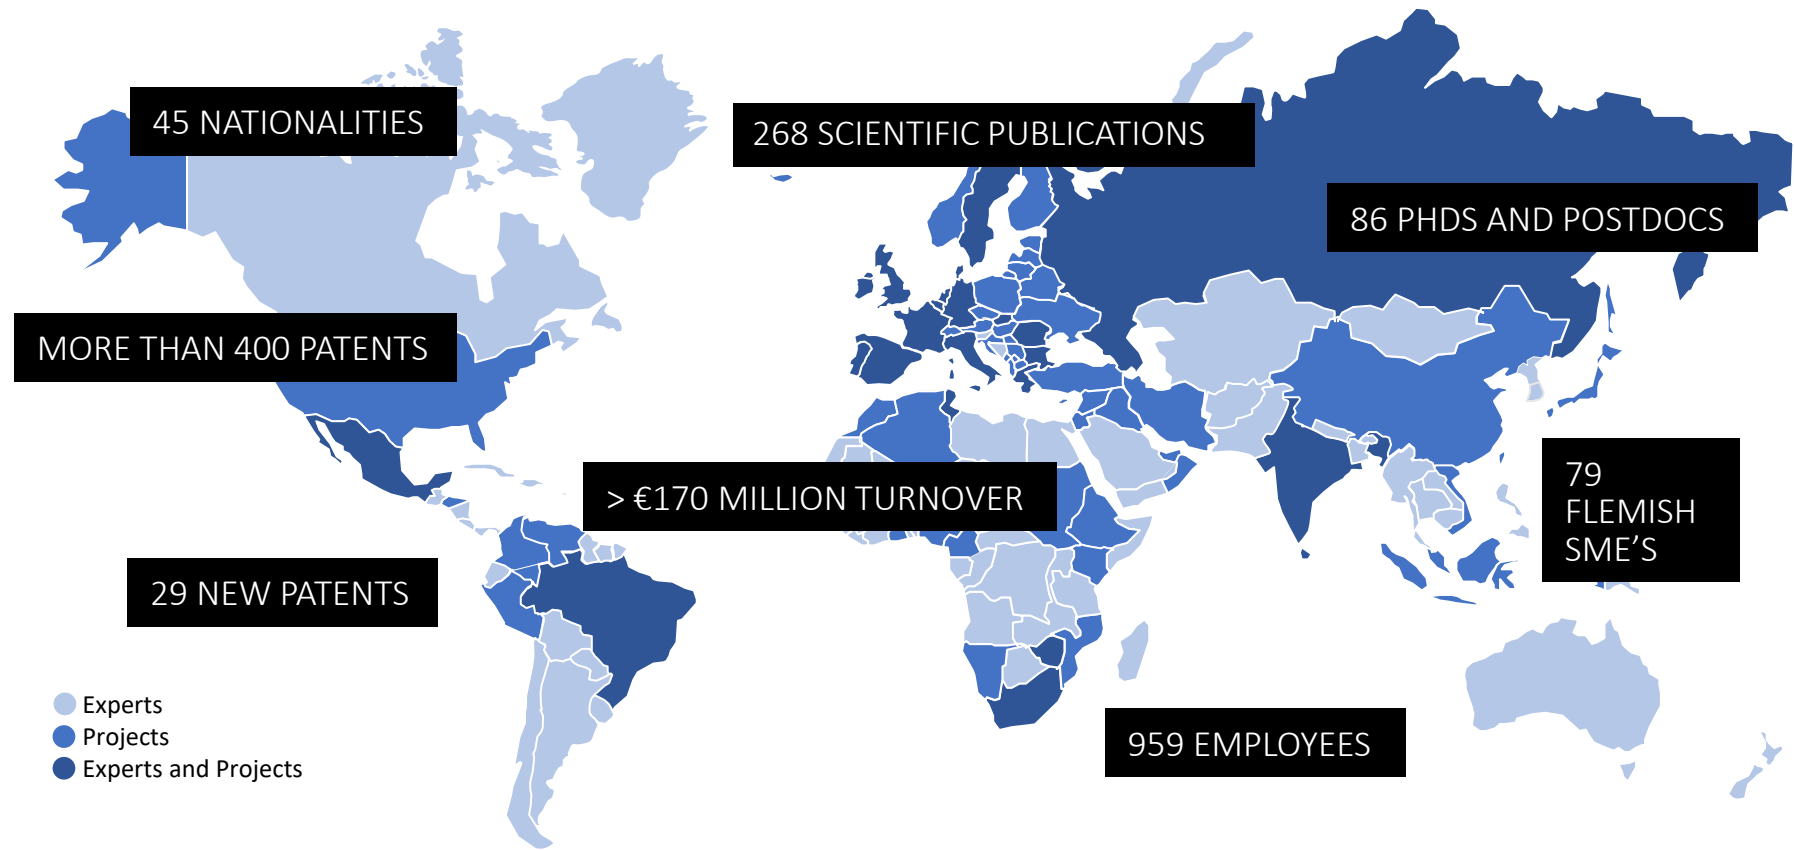 45 NATIONALITIES
268 SCIENTIFIC PUBLICATIONS
86 PHDS AND POSTDOCS
MORE THAN 400 PATENTS
> €170 MILLION TURNOVER
79
FLEMISH
SME’S
29 NEW PATENTS
959 EMPLOYEES
Experts
Projects
Experts and Projects